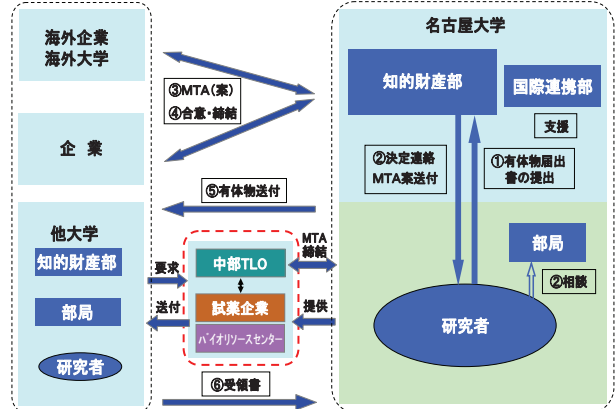 海外企業
海外大学
企 業
他大学
知的財産部
部局
研究者
③MTA(案)
④合意・締結
⑤有体物送付
要求
送付
中部TLO
試薬企業
バイオリソースセンター
MTA
締結
提供
⑥受領書
名古屋大学
知的財産部
国際連携部
支援
②決定連絡
MTA案送付
①有体物届出
書の提出
部局
②相談
研究者